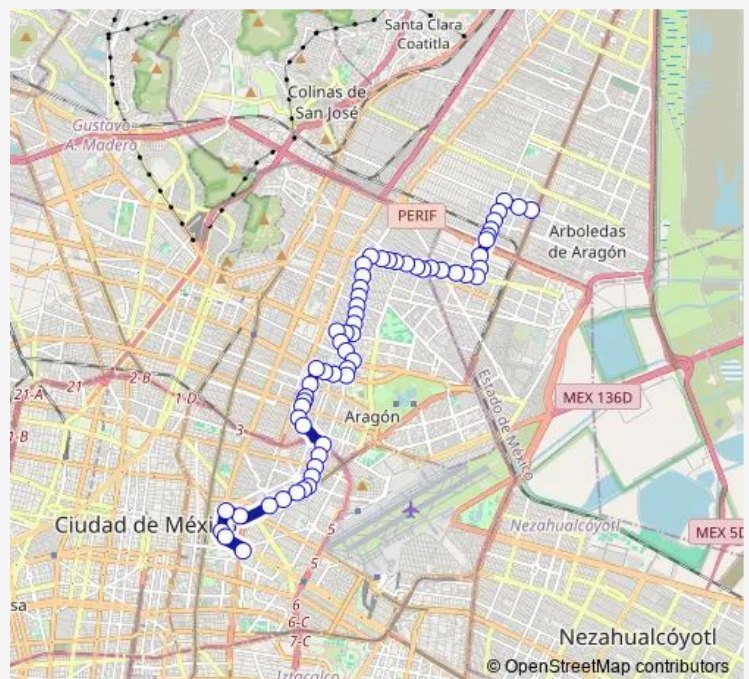 Santa Clara
Coatitla
Colinas de
San José
Gustavo
A. Madero
PERIF
Arboledas
de Aragón
21-A
21
2-B
1-D
MEX 136D
1-B
3
Aragón
Estado de México
Ciudad de Méxi
Nezahualcóyotl
MEX 5D
5
5
sa
6
6-C
7-C
Nezahualcóyotl
Iztacalco
© OpenStreetMap contributors